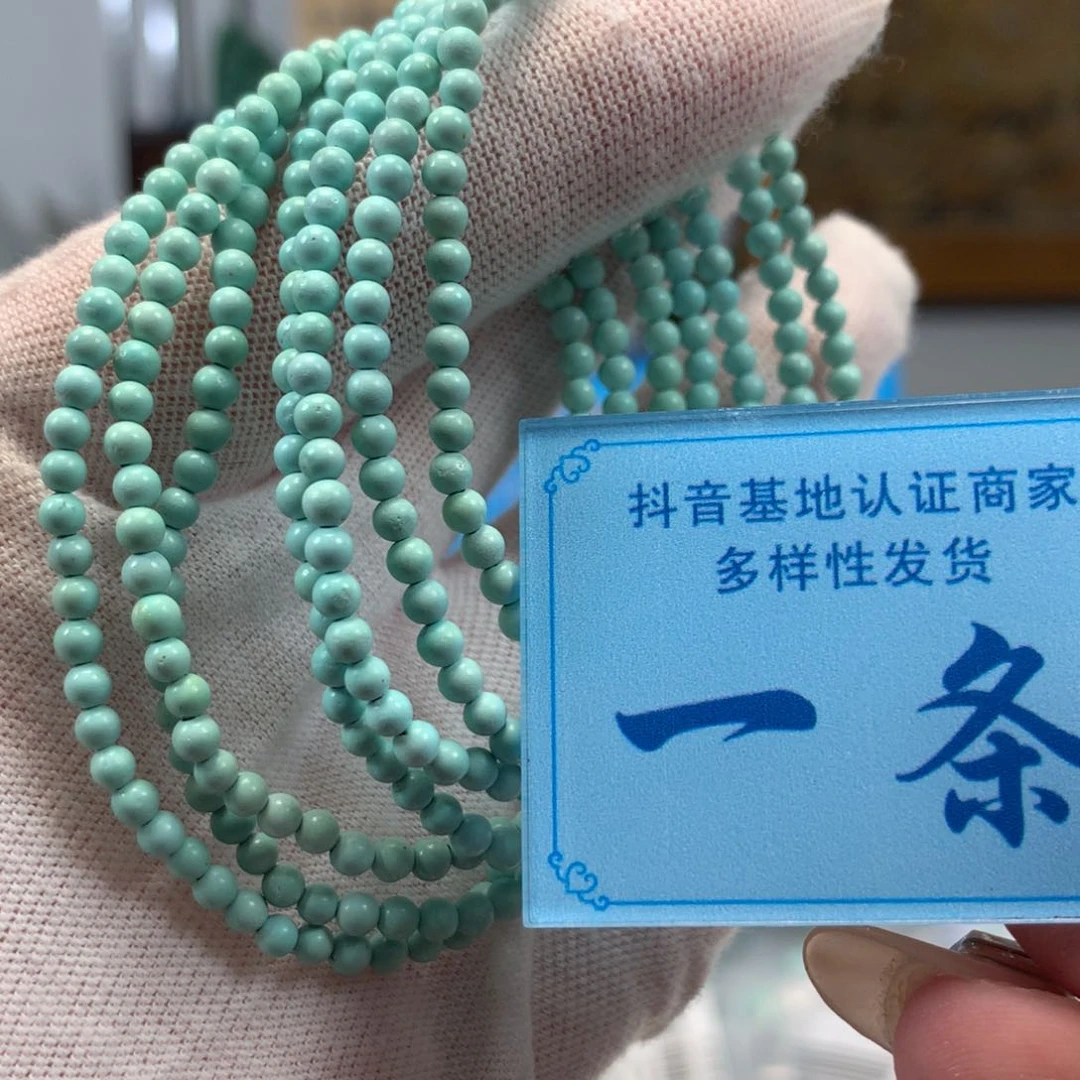 抖音基地认证商家
多样性发货
一条